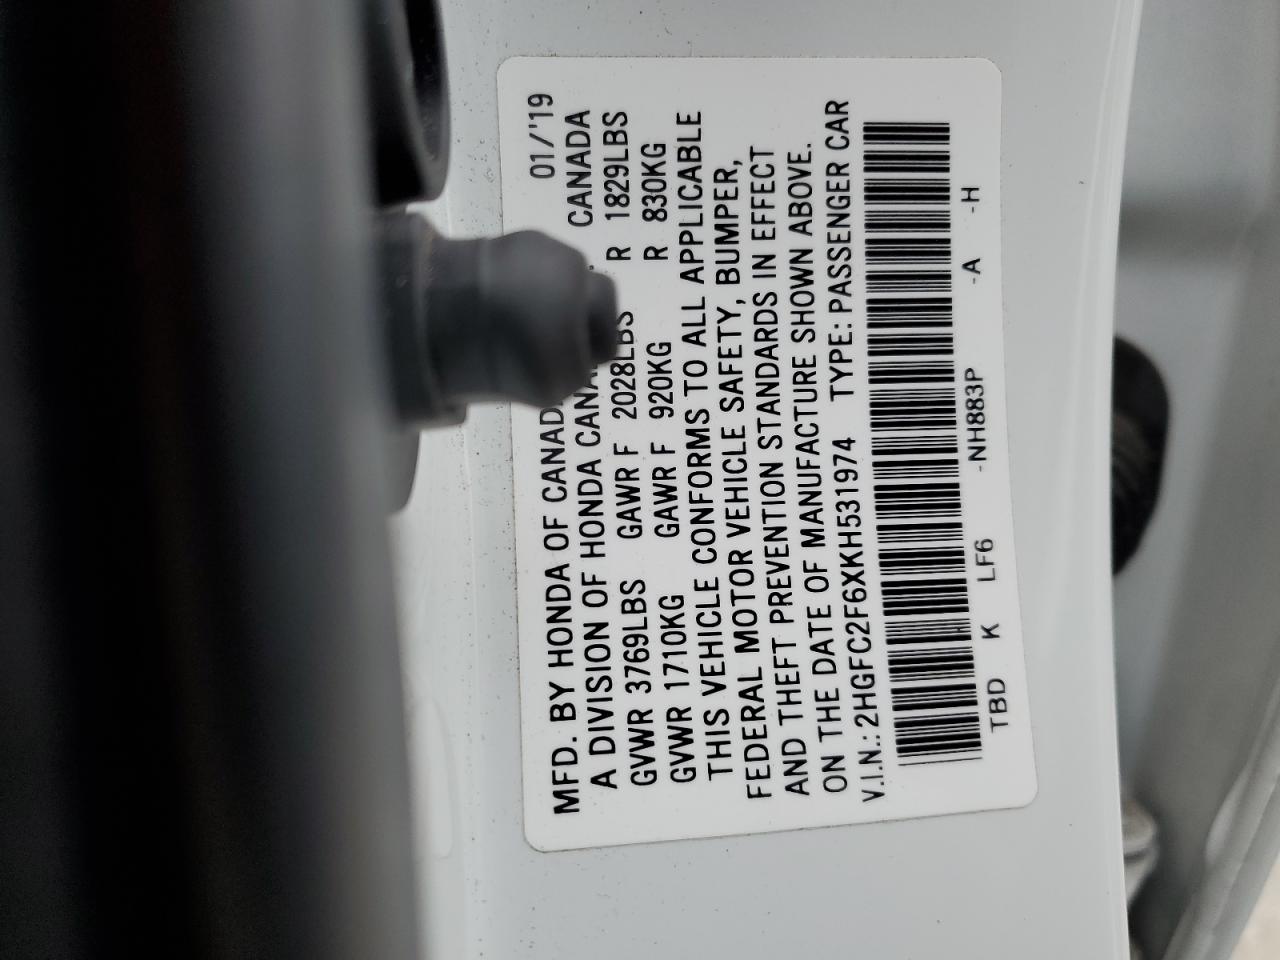 01/'19
MFD. BY HONDA OF CANADA
A DIVISION OF HONDA CANADA CANADA
GVWR 3769LBS GAWR F 2028LBS R 1829LBS
GVWR 1710KG GAWR F 920KG R 830KG
THIS VEHICLE CONFORMS TO ALL APPLICABLE
FEDERAL MOTOR VEHICLE SAFETY, BUMPER,
AND THEFT PREVENTION STANDARDS IN EFFECT
ON THE DATE OF MANUFACTURE SHOWN ABOVE.
V.I.N.: 2HGFC2F6XKH531974 TYPE: PASSENGER CAR
TBD K LF6 -NH883P -A -H